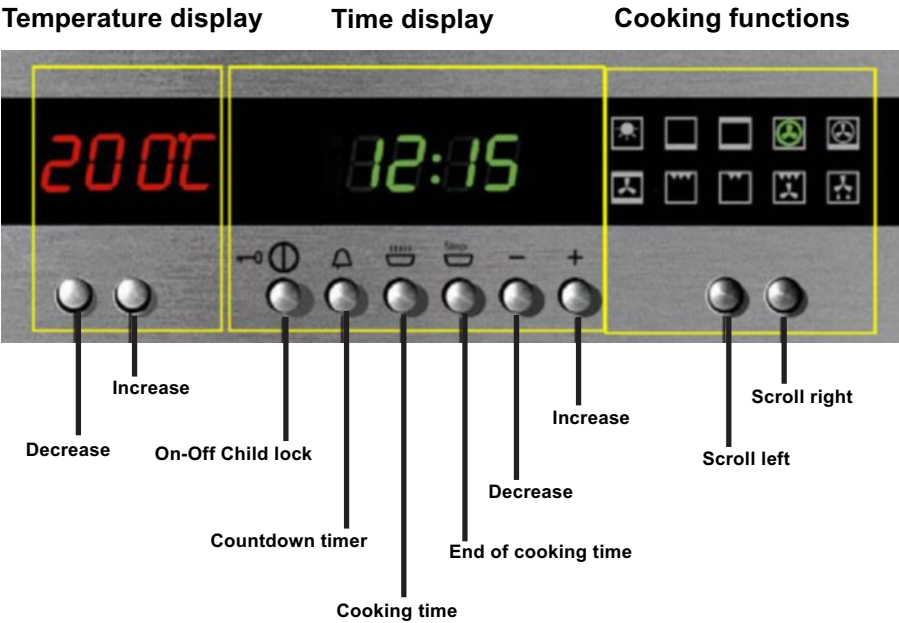 Temperature display
Time display
Cooking functions
200°C
12:15
Stop
- +
Increase
Decrease
On-Off Child lock
Countdown timer
Cooking time
End of cooking time
Decrease
Increase
Scroll left
Scroll right